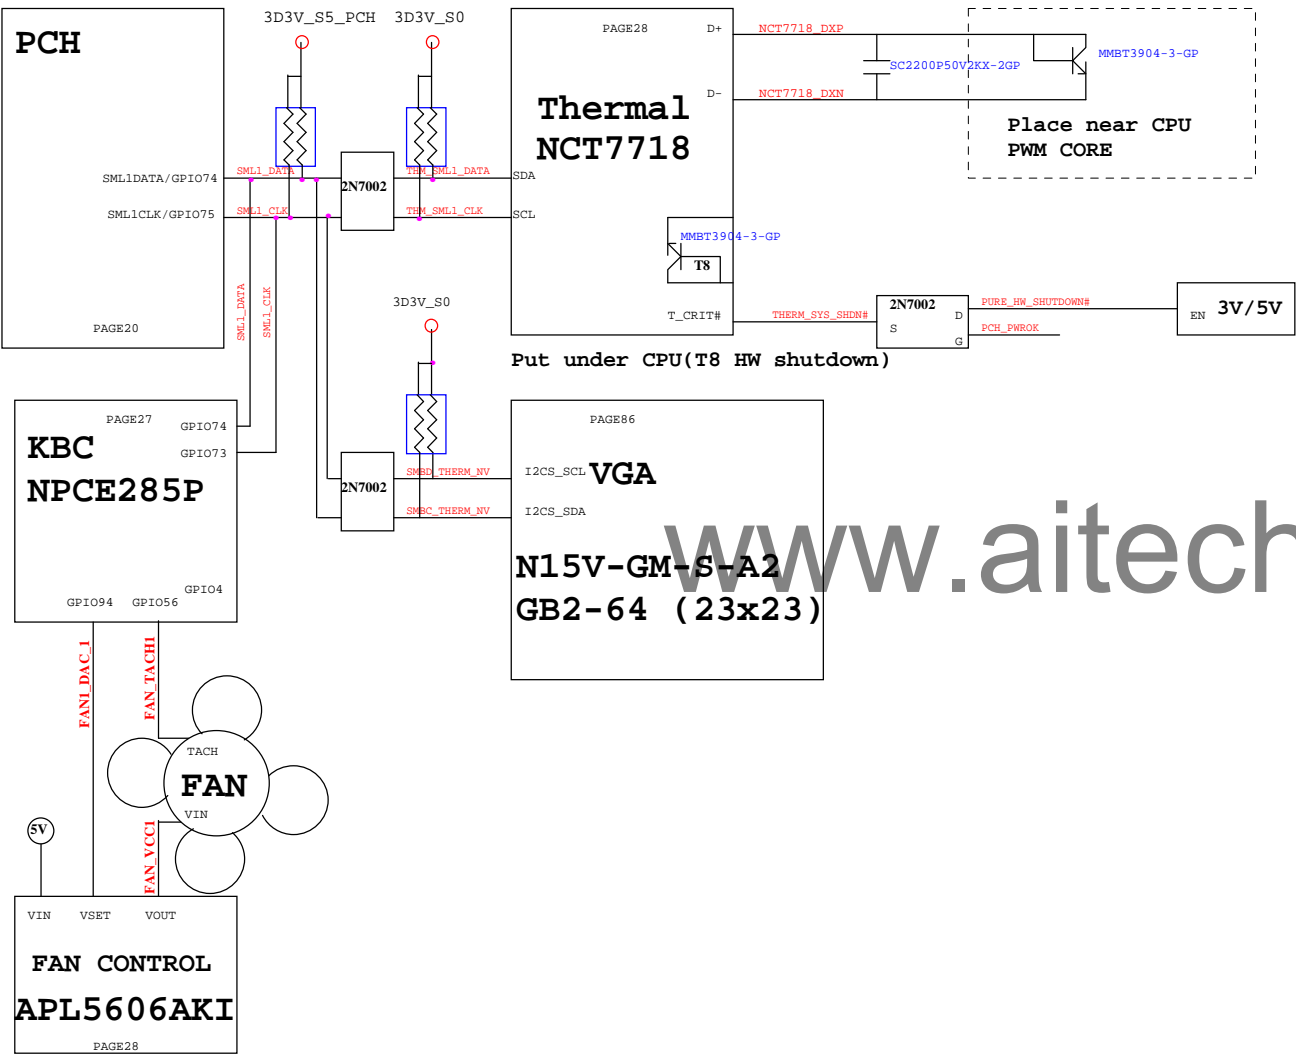 3D3V_S5_PCH
3D3V_S0
PCH
SML1DATA/GPIO74
SML1CLK/GPIO75
PAGE20
SML1_DATA
SML1_CLK
2N7002
THM_SML1_DATA
THM_SML1_CLK
SML1_DATA
SML1_CLK
PAGE28
D+
D-
Thermal
NCT7718
SDA
SCL
MMBT3904-3-GP
T8
T_CRIT#
NCT7718_DXP
NCT7718_DXN
SC2200P50V2KX-2GP
MMBT3904-3-GP
Place near CPU
PWM CORE
THERM_SYS_SHDN#
2N7002
S
D
G
PURE_HW_SHUTDOWN#
PCH_PWROK
EN
3V/5V
Put under CPU(T8 HW shutdown)
3D3V_S0
PAGE27
GPIO74
GPIO73
KBC
NPCE285P
GPIO4
GPIO94
GPIO56
2N7002
SMBD_THERM_NV
SMBC_THERM_NV
PAGE86
I2CS_SCL
VGA
I2CS_SDA
N15V-GM-S-A2
GB2-64 (23x23)
www.aitech
FAN1_DAC_1
FAN_TACH1
TACH
FAN
VIN
FAN_VCC1
5V
VIN
VSET
VOUT
FAN CONTROL
APL5606AKI
PAGE28